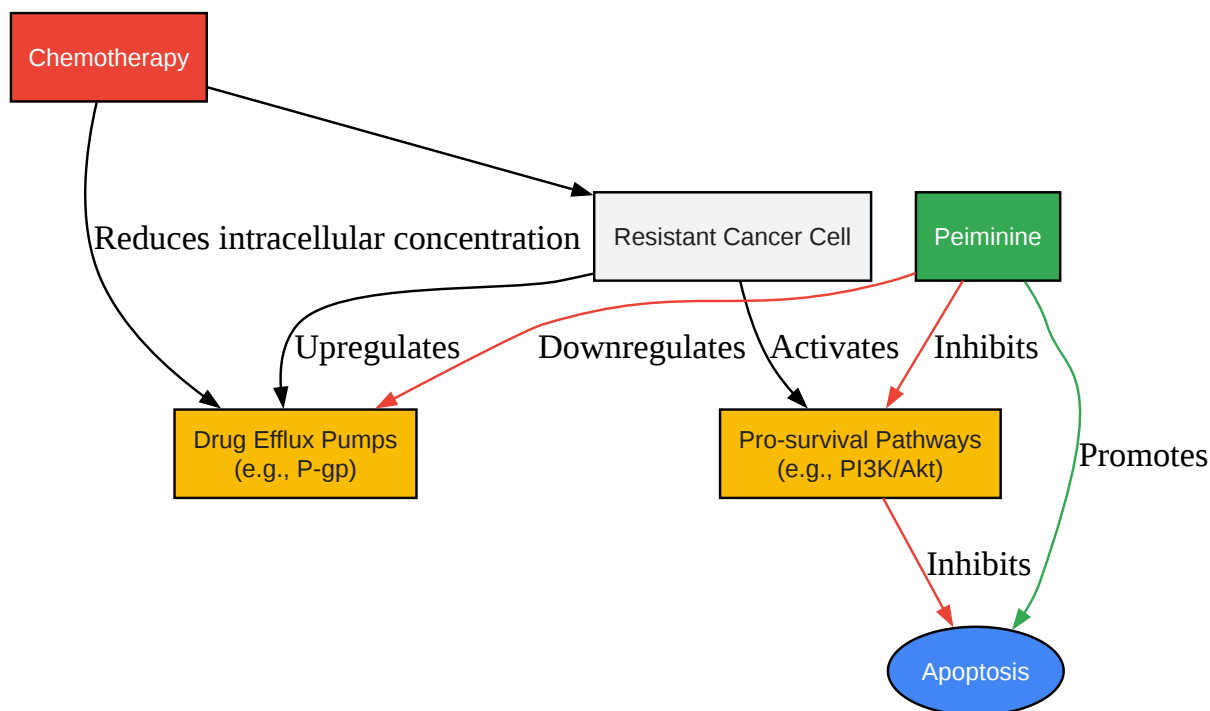 Chemotherapy
Reduces intracellular concentration
Resistant Cancer Cell
Peiminine
Upregulates
Downregulates
Activates
Inhibits
Drug Efflux Pumps
(e.g., P-gp)
Pro-survival Pathways
(e.g., PI3K/Akt)
Promotes
Inhibits
Apoptosis